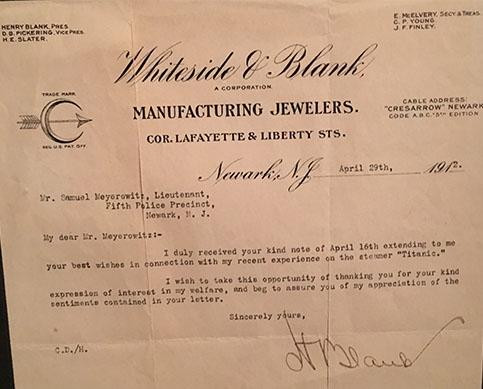 HENRY BLANK, PRES.
D. B. PICKERING, VICE PRES.
H. E. SLATER.
E. McELVERY, SECY & TREAS.
C. P. YOUNG.
J. F. FINLEY.
Whiteside & Blank,
A CORPORATION.
MANUFACTURING JEWELERS.
COR. LAFAYETTE & LIBERTY STS.
TRADE MARK.
REG. U.S. PAT. OFF.
CABLE ADDRESS:
"CRESARROW" NEWARK
CODE A.B.C. "5TH" EDITION
Newark, N.J. April 29th, 1912.
Mr. Samuel Meyerowitz, Lieutenant,
Fifth Police Precinct,
Newark, N. J.
My dear Mr. Meyerowitz:-
I duly received your kind note of April 16th extending to me
your best wishes in connection with my recent experience on the steamer "Titanic."
I wish to take this opportunity of thanking you for your kind
expression of interest in my welfare, and beg to assure you of my appreciation of the
sentiments contained in your letter.
Sincerely yours,
H Blank
C.D./H.